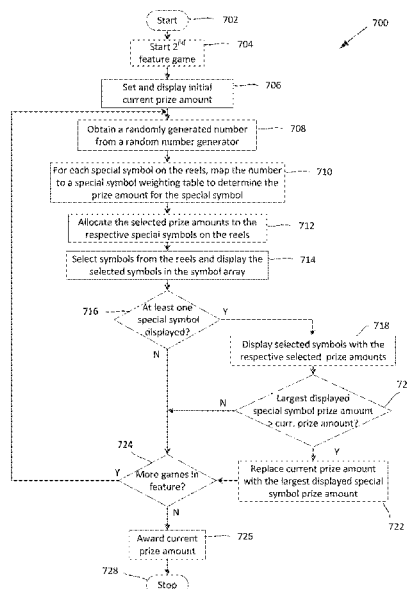 Start
702
700
Start 2nd
feature game
704
Set and display initial
current prize amount
706
Obtain a randomly generated number
from a random number generator
708
For each special symbol on the reels, map the number
to a special symbol weighting table to determine the
prize amount for the special symbol
710
Allocate the selected prize amounts to the
respective special symbols on the reels
712
Select symbols from the reels and display the
selected symbols in the symbol array
714
716
At least one
special symbol
displayed?
Y
N
718
Display selected symbols with the
respective selected prize amounts
72
Largest displayed
special symbol prize amount
> curr. prize amount?
N
Y
724
More games in
feature?
Y
N
Replace current prize amount
with the largest displayed special
symbol prize amount
722
Award current
prize amount
726
728
Stop